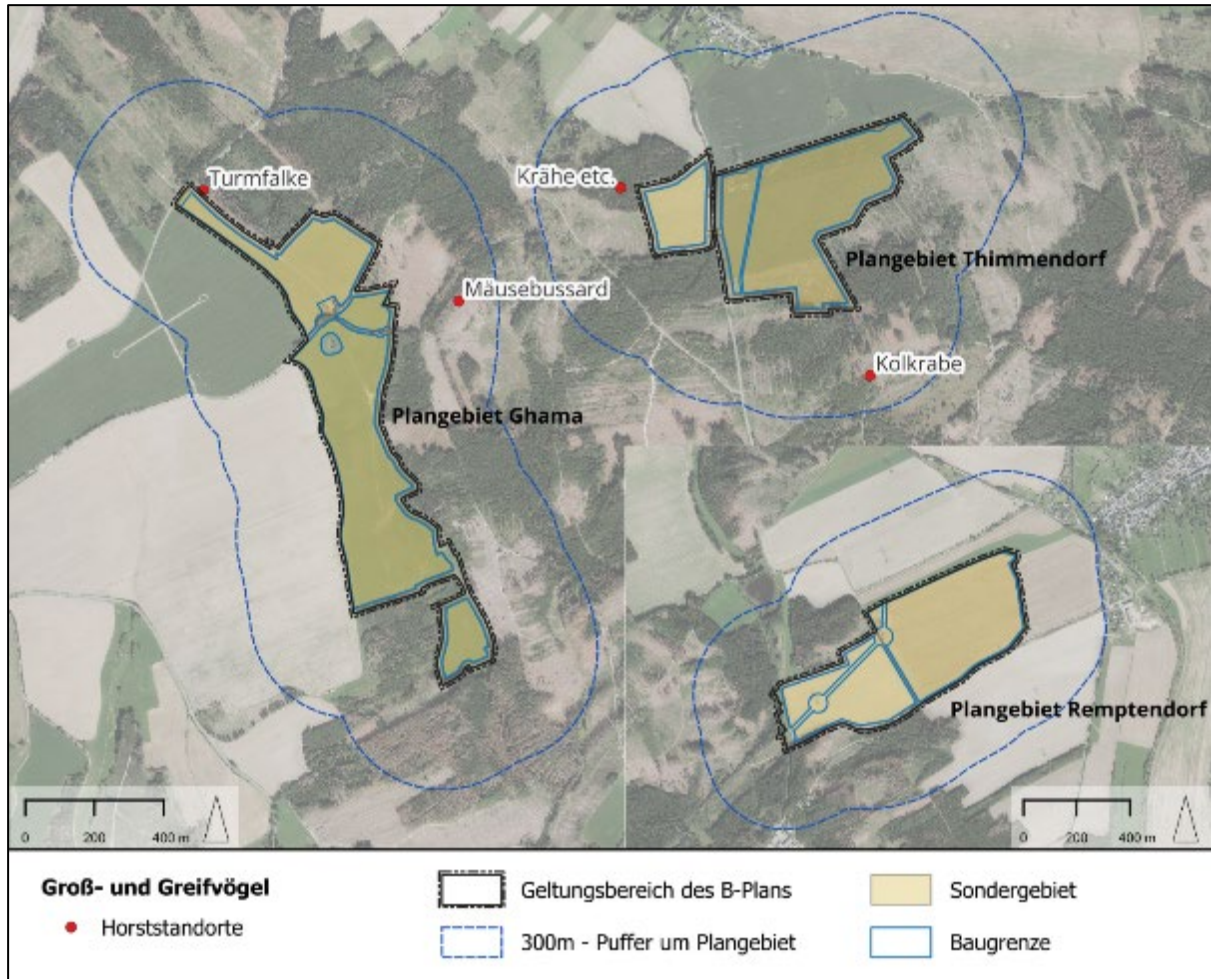 Turmfalke
Krähe etc.
Plangebiet Thimmendorf
Mäusebussard
Kolkrabe
Plangebiet Ghama
Plangebiet Remptendorf
0 200 400 m
0 200 400 m
Groß- und Greifvögel
Horststandorte
Geltungsbereich des B-Plans
300m - Puffer um Plangebiet
Sondergebiet
Baugrenze